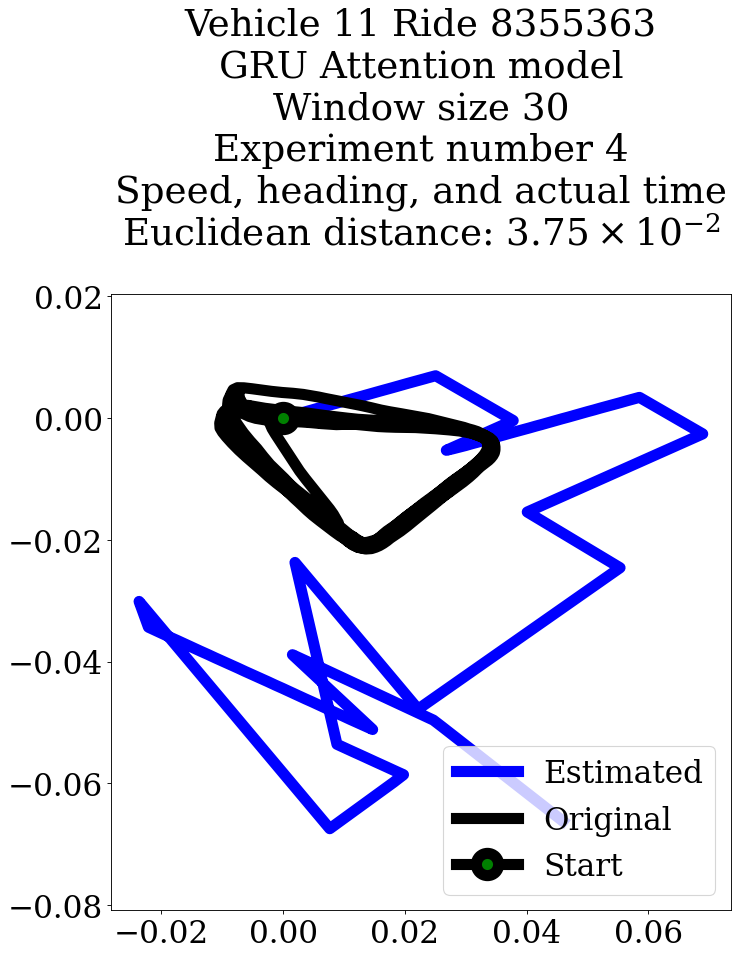 Vehicle 11 Ride 8355363
GRU Attention model
Window size 30
Experiment number 4
Speed, heading, and actual time
Euclidean distance: 3.75 × 10⁻²
0.02
0.00
−0.02
−0.04
−0.06
−0.08
Estimated
Original
Start
−0.02 0.00 0.02 0.04 0.06